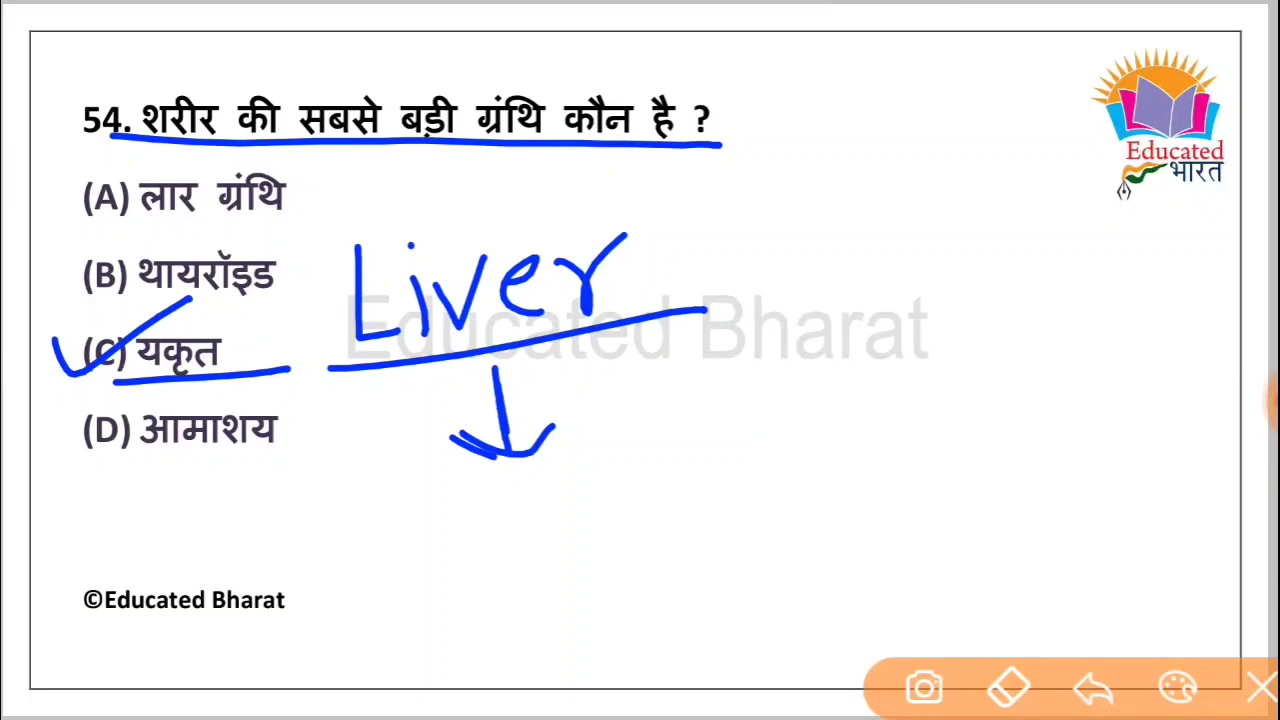 54. शरीर की सबसे बड़ी ग्रंथि कौन है ?
Educated
भारत
(A) लार ग्रंथि
(B) थायरॉइड
Liver
Educated Bharat
(C) यकृत
(D) आमाशय
©Educated Bharat